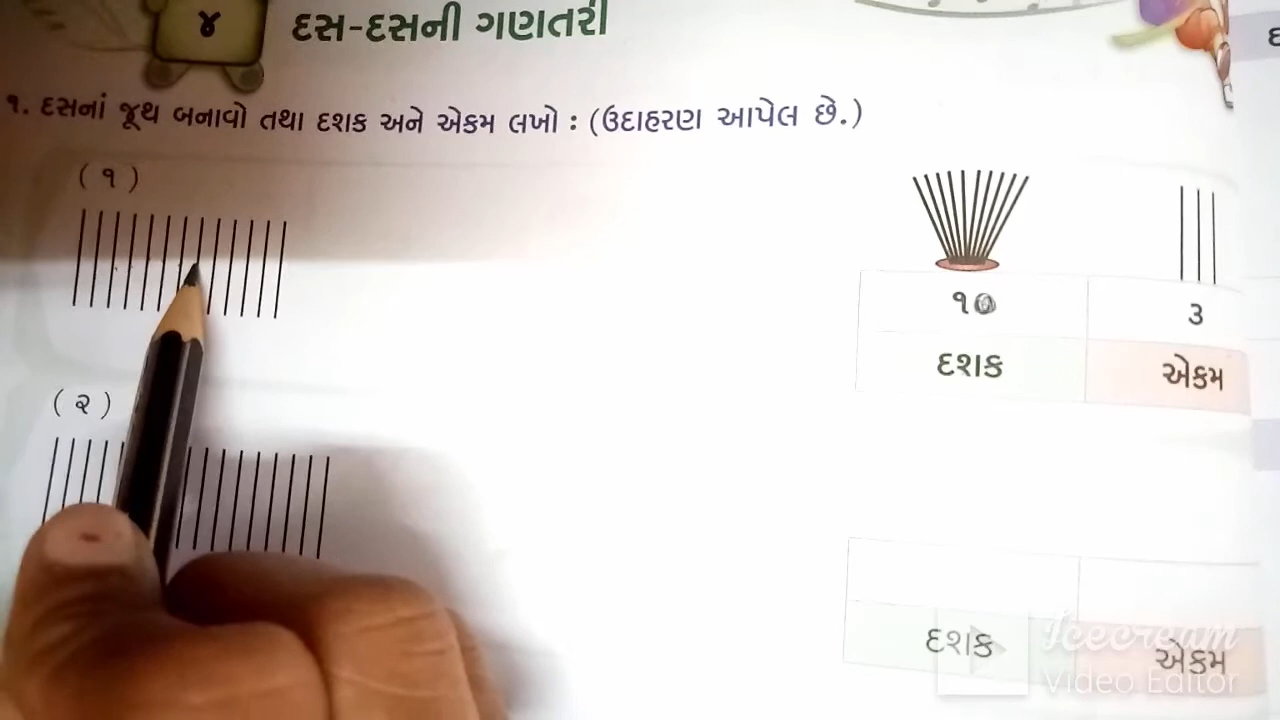 ૪
દસ-દસની ગણતરી
૧. દસનાં જૂથ બનાવો તથા દશક અને એકમ લખો : (ઉદાહરણ આપેલ છે.)
(૧)
૧૦ ૩
દશક એકમ
(૨)
દશક એકમ
Icecream
Video Editor